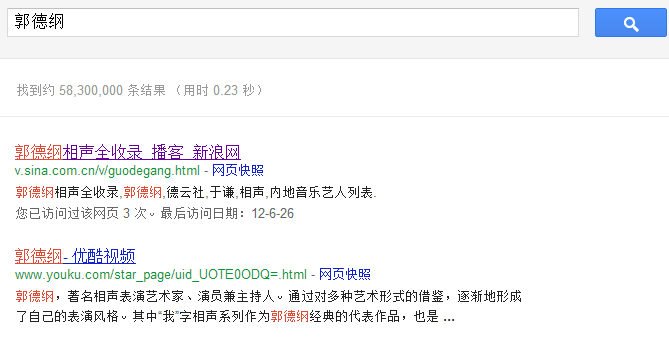 郭德纲
找到约 58,300,000 条结果 （用时 0.23 秒）
郭德纲相声全收录_播客_新浪网
v.sina.com.cn/v/guodegang.html - 网页快照
郭德纲相声全收录,郭德纲,德云社,于谦,相声,内地音乐艺人列表.
您已访问过该网页 3 次。最后访问日期：12-6-26
郭德纲- 优酷视频
www.youku.com/star_page/uid_UOTE0ODQ=.html - 网页快照
郭德纲，著名相声表演艺术家、演员兼主持人。通过对多种艺术形式的借鉴，逐渐地形成
了自己的表演风格。其中“我”字相声系列作为郭德纲经典的代表作品，也是 ...